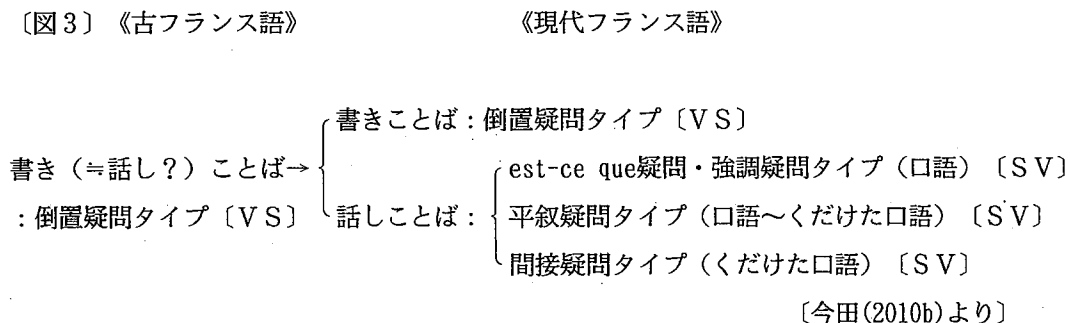 〔図3〕《古フランス語》 《現代フランス語》
書きことば:倒置疑問タイプ〔VS〕
書き(≒話し?)ことば→
est-ce que疑問・強調疑問タイプ(口語)〔SV〕
:倒置疑問タイプ〔VS〕 話しことば: 平叙疑問タイプ(口語~くだけた口語)〔SV〕
間接疑問タイプ(くだけた口語)〔SV〕
〔今田(2010b)より〕